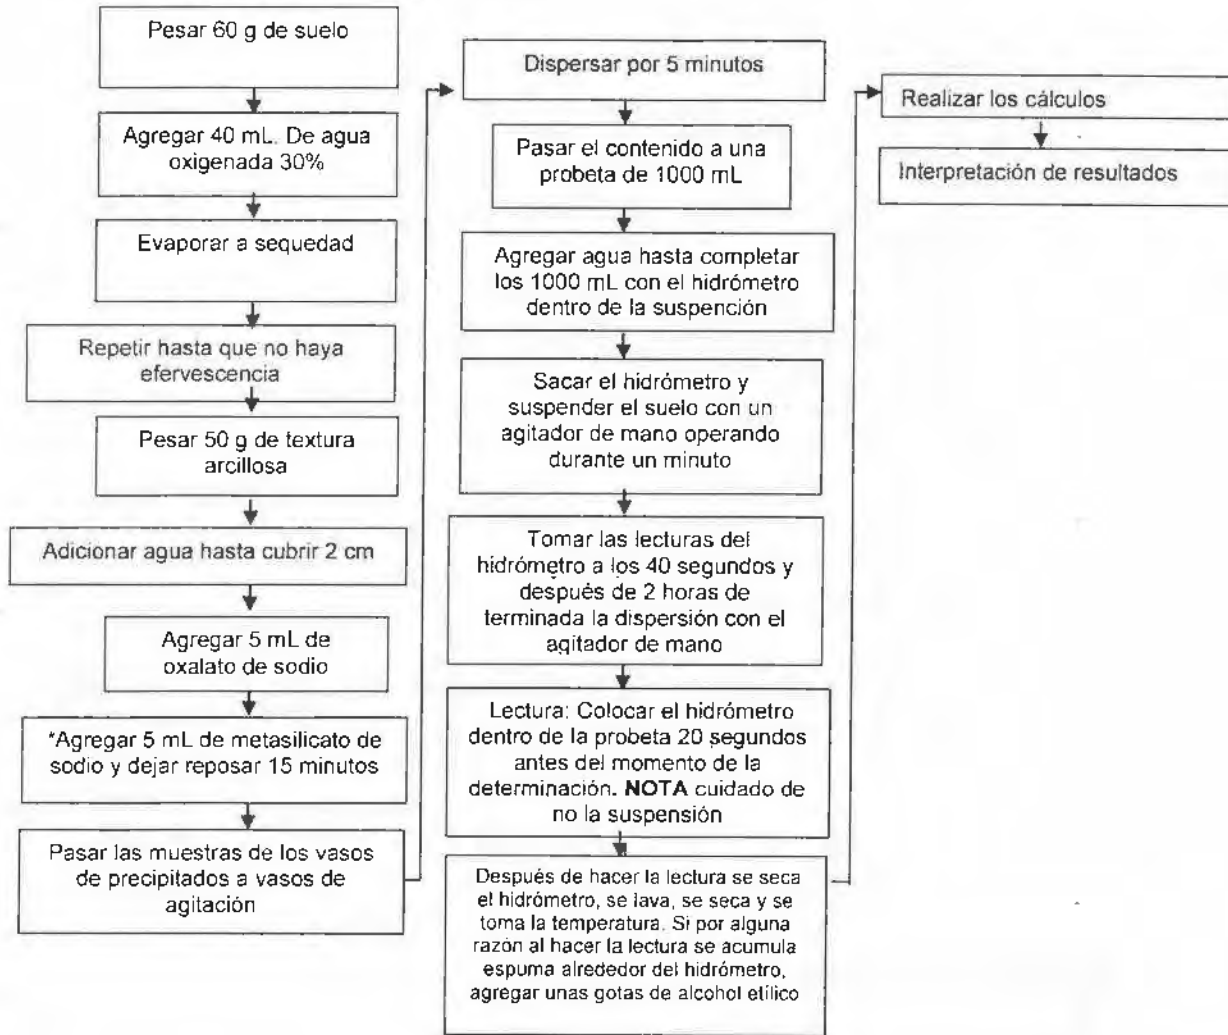 Pesar 60 g de suelo
Agregar 40 mL. De agua
oxigenada 30%
Evaporar a sequedad
Repetir hasta que no haya
efervescencia
Pesar 50 g de textura
arcillosa
Adicionar agua hasta cubrir 2 cm
Agregar 5 mL de
oxalato de sodio
*Agregar 5 mL de metasilicato de
sodio y dejar reposar 15 minutos
Pasar las muestras de los vasos
de precipitados a vasos de
agitación
Dispersar por 5 minutos
Pasar el contenido a una
probeta de 1000 mL
Agregar agua hasta completar
los 1000 mL con el hidrómetro
dentro de la suspención
Sacar el hidrómetro y
suspender el suelo con un
agitador de mano operando
durante un minuto
Tomar las lecturas del
hidrómetro a los 40 segundos y
después de 2 horas de
terminada la dispersión con el
agitador de mano
Lectura: Colocar el hidrómetro
dentro de la probeta 20 segundos
antes del momento de la
determinación. NOTA cuidado de
no la suspensión
Después de hacer la lectura se seca
el hidrómetro, se lava, se seca y se
toma la temperatura. Si por alguna
razón al hacer la lectura se acumula
espuma alrededor del hidrómetro,
agregar unas gotas de alcohol etílico
Realizar los cálculos
Interpretación de resultados